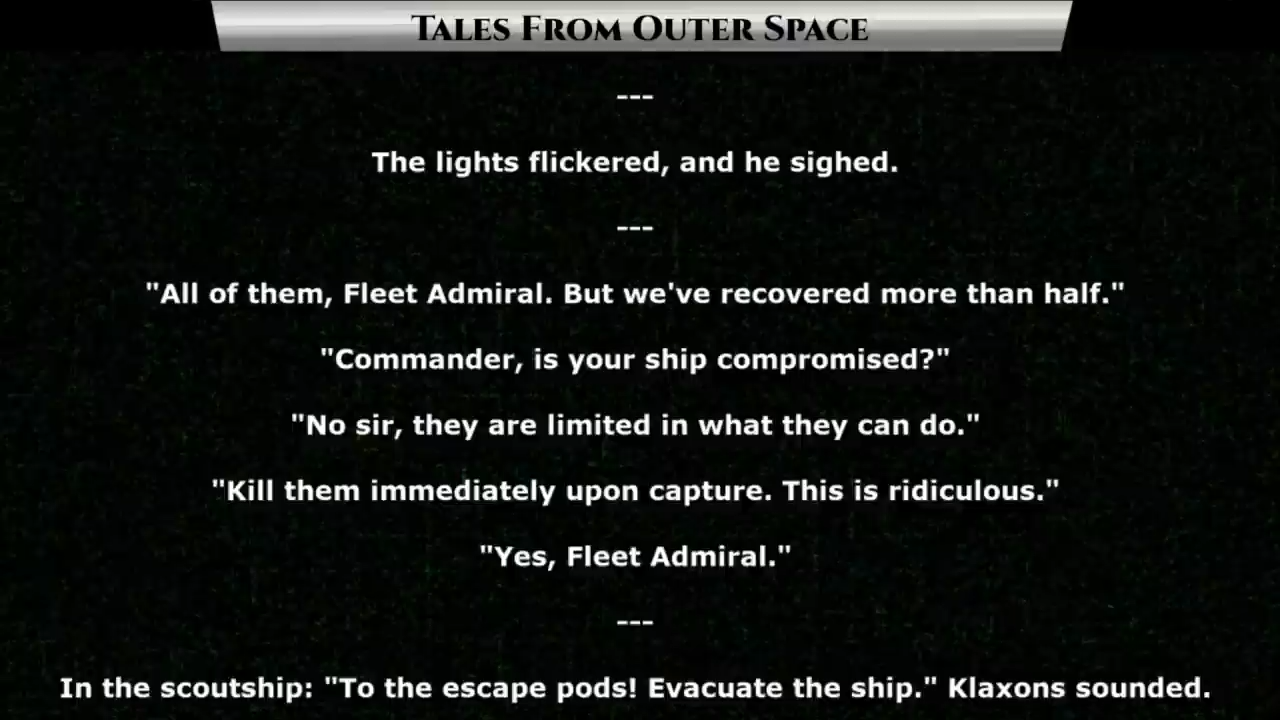 Tales From Outer Space
---
The lights flickered, and he sighed.
---
"All of them, Fleet Admiral. But we've recovered more than half."
"Commander, is your ship compromised?"
"No sir, they are limited in what they can do."
"Kill them immediately upon capture. This is ridiculous."
"Yes, Fleet Admiral."
---
In the scoutship: "To the escape pods! Evacuate the ship." Klaxons sounded.